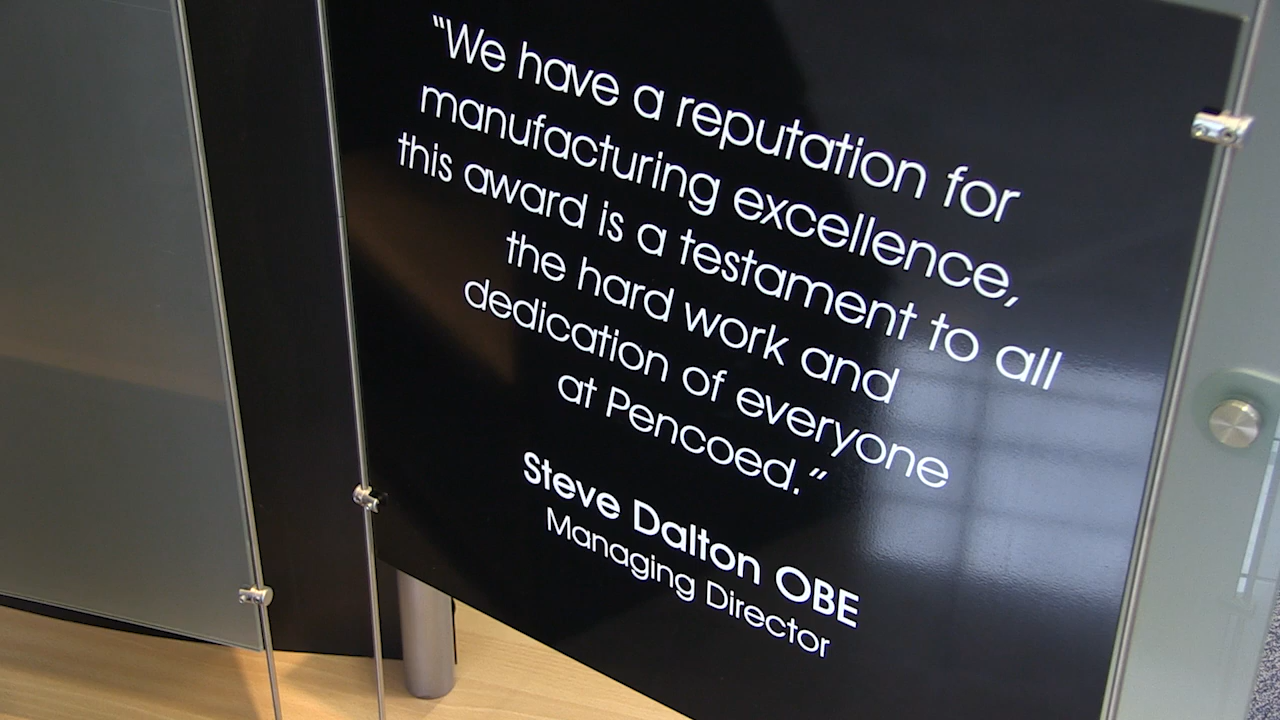 “We have a reputation for
manufacturing excellence,
this award is a testament to all
the hard work and
dedication of everyone
at Pencoed.”
Steve Dalton OBE
Managing Director